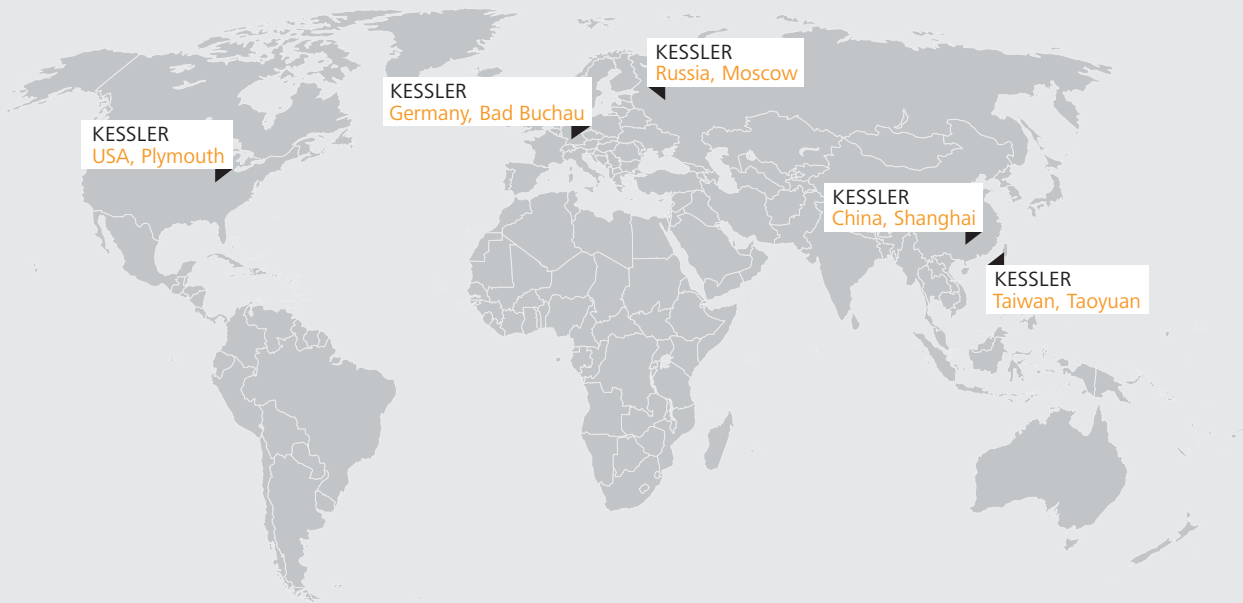 KESSLER
Russia, Moscow
KESSLER
Germany, Bad Buchau
KESSLER
USA, Plymouth
KESSLER
China, Shanghai
KESSLER
Taiwan, Taoyuan